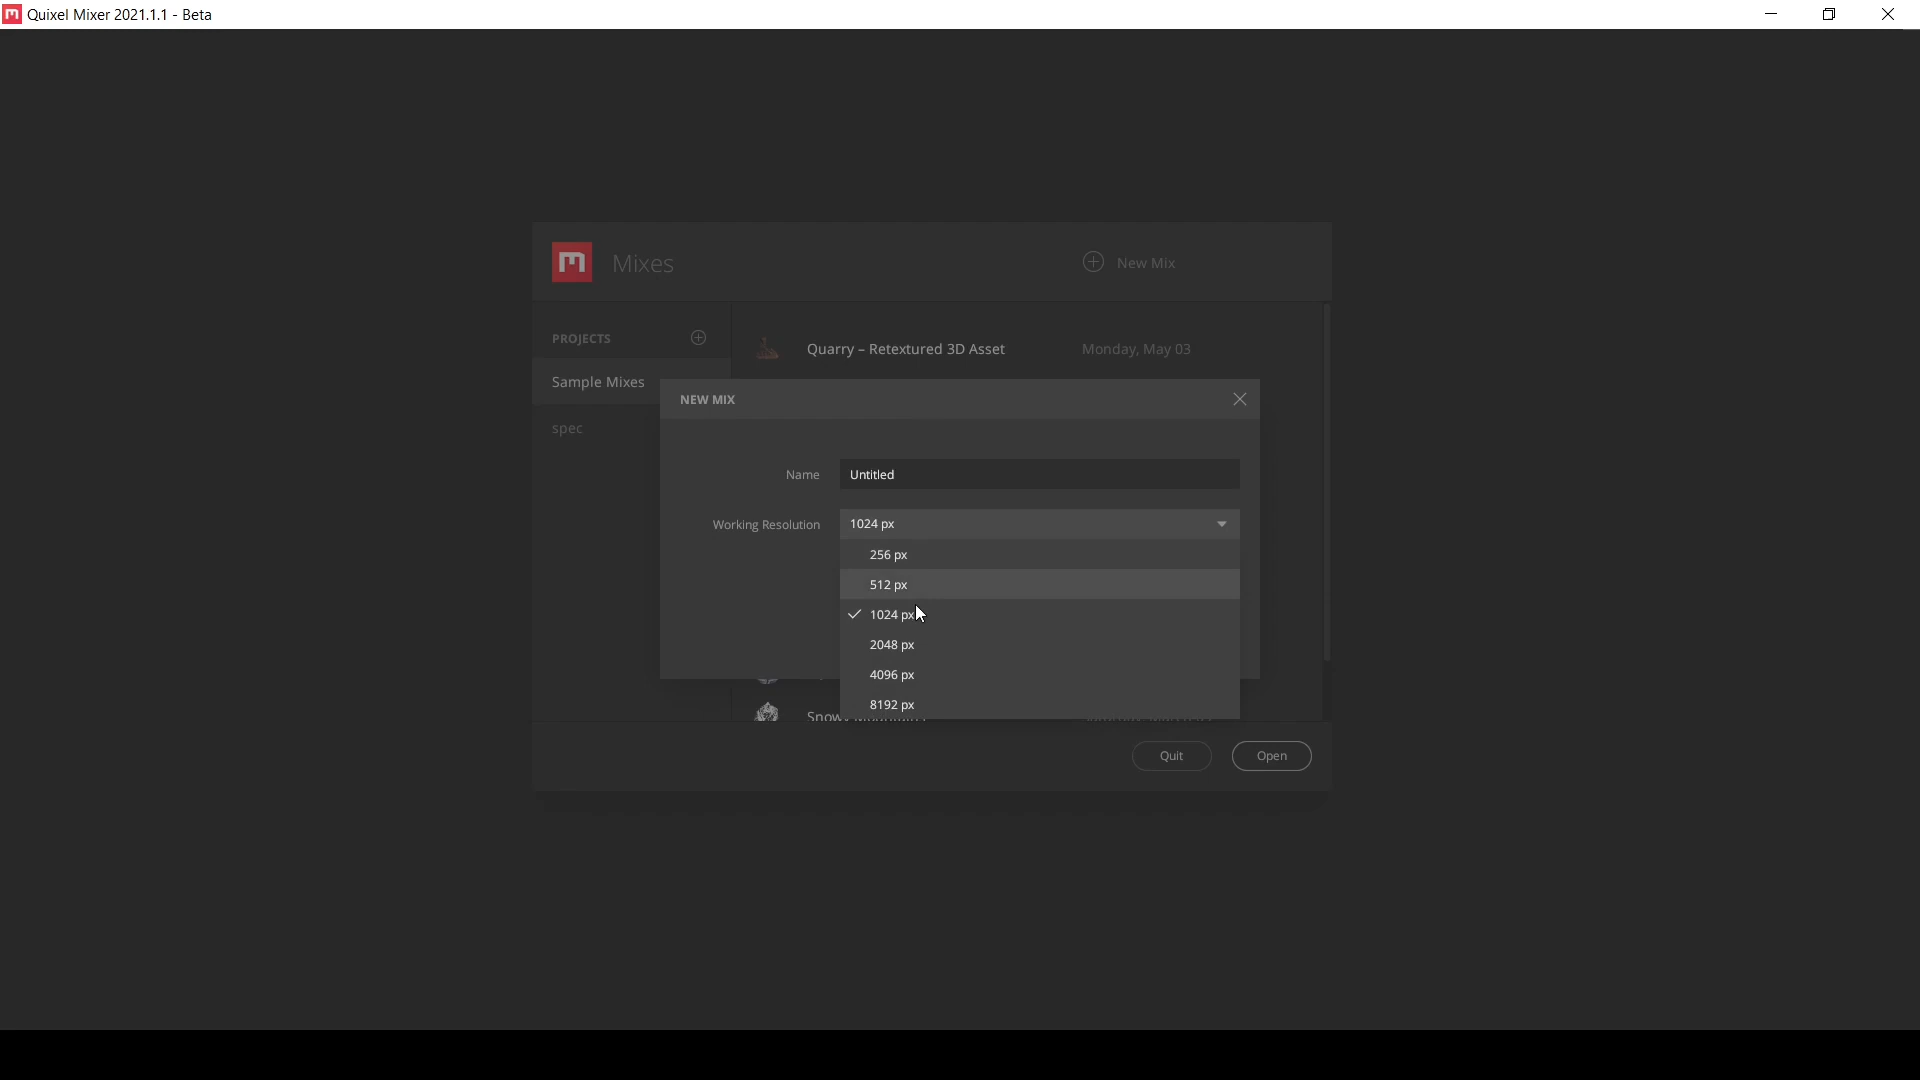 Quixel Mixer 2021.1.1 - Beta
Mixes
New Mix
PROJECTS
Quarry – Retextured 3D Asset
Monday, May 03
Sample Mixes
NEW MIX
spec
Name
Untitled
Working Resolution
1024 px
256 px
512 px
1024 px
2048 px
4096 px
8192 px
Quit
Open